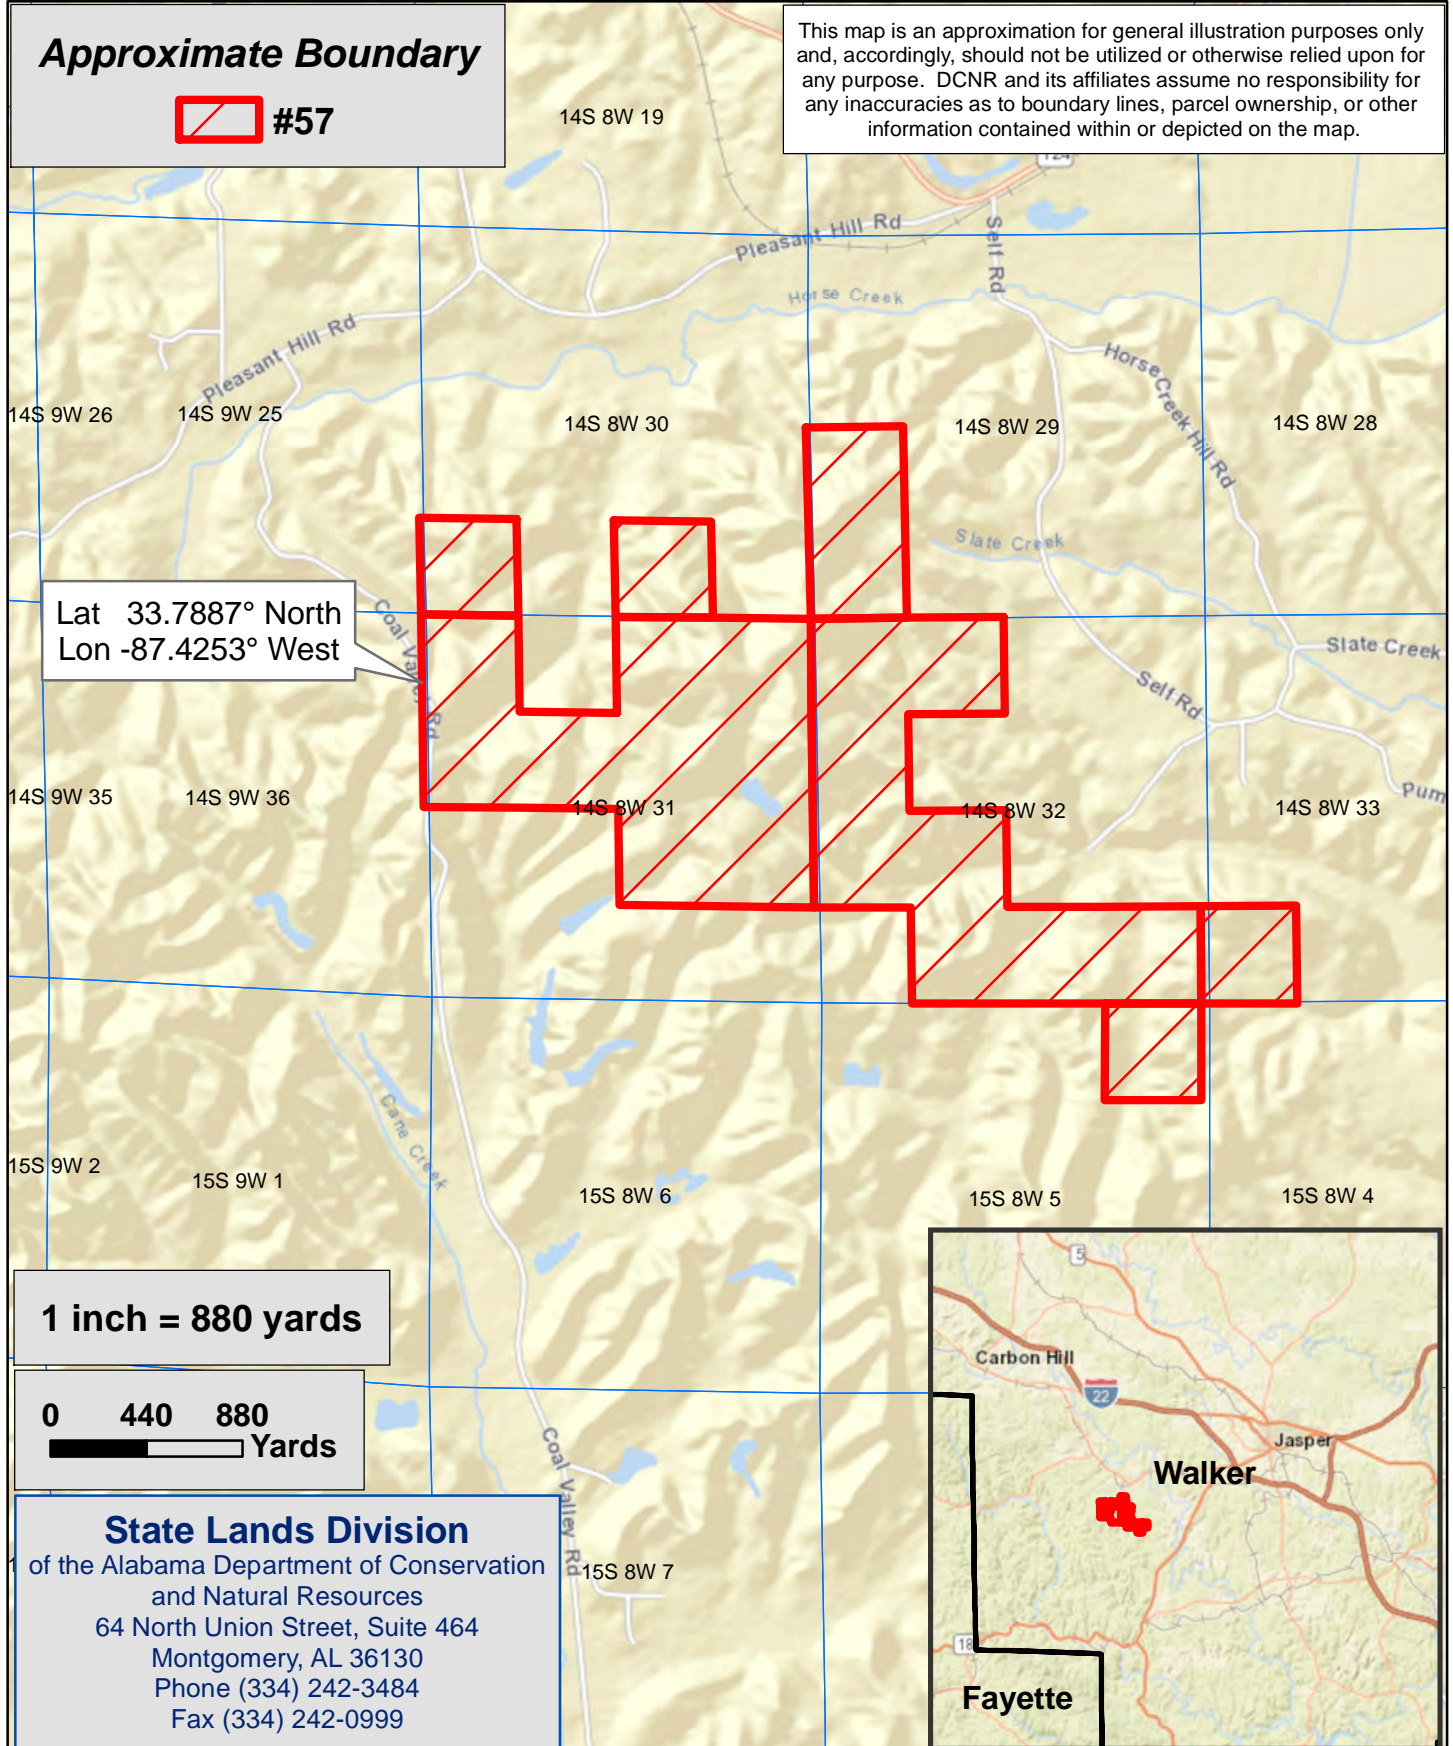 Approximate Boundary
#57
This map is an approximation for general illustration purposes only
and, accordingly, should not be utilized or otherwise relied upon for
any purpose. DCNR and its affiliates assume no responsibility for
any inaccuracies as to boundary lines, parcel ownership, or other
information contained within or depicted on the map.
14S 8W 19
124
Pleasant Hill Rd
Self Rd
Horse Creek
Pleasant Hill Rd
Horse Creek Hill Rd
14S 9W 26
14S 9W 25
14S 8W 30
14S 8W 29
14S 8W 28
Slate Creek
Lat 33.7887° North
Lon -87.4253° West
Coal Valley Rd
Slate Creek
Self Rd
14S 9W 35
14S 9W 36
14S 8W 31
14S 8W 32
14S 8W 33
Pum
Cane Creek
15S 9W 2
15S 9W 1
15S 8W 6
15S 8W 5
15S 8W 4
1 inch = 880 yards
0 440 880
Yards
Coal Valley Rd
15S 8W 7
State Lands Division
of the Alabama Department of Conservation
and Natural Resources
64 North Union Street, Suite 464
Montgomery, AL 36130
Phone (334) 242-3484
Fax (334) 242-0999
5
Carbon Hill
22
Jasper
Walker
18
Fayette